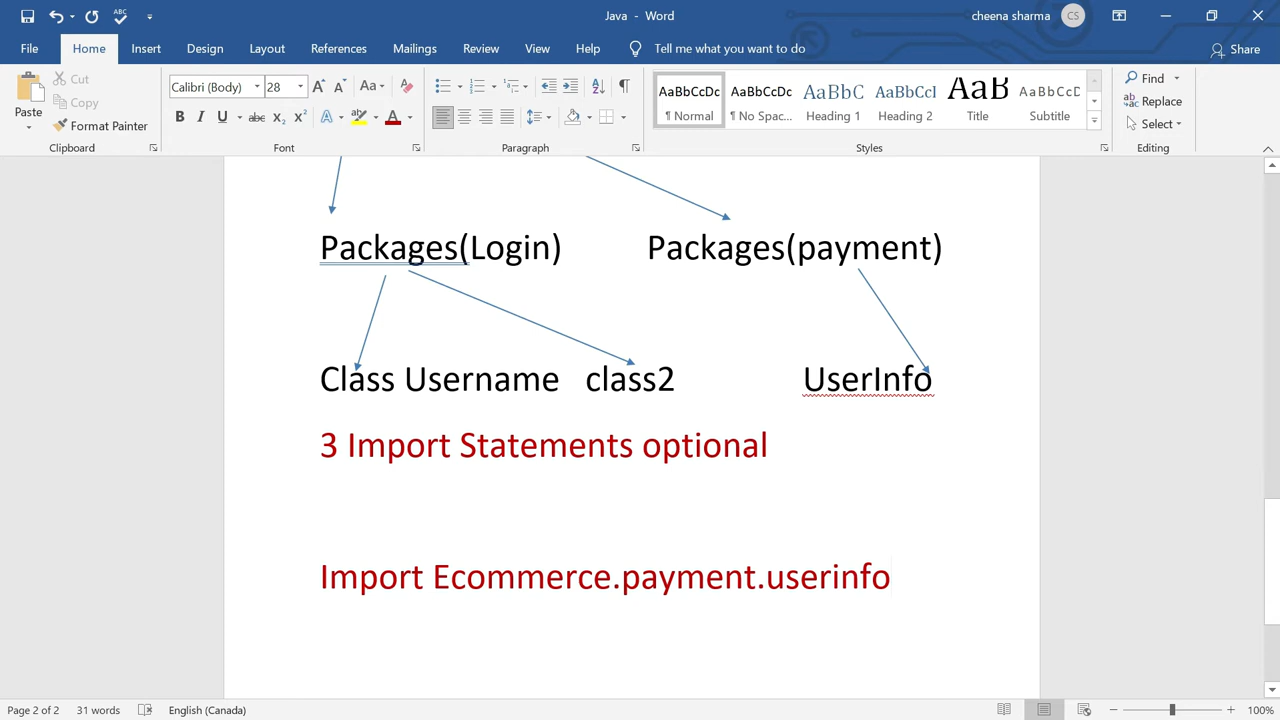 Java - Word
cheena sharma
CS
File
Home
Insert
Design
Layout
References
Mailings
Review
View
Help
Tell me what you want to do
Share
Paste
Cut
Copy
Format Painter
Clipboard
Calibri (Body)
28
Font
Paragraph
AaBbCcDc
¶ Normal
AaBbCcDc
¶ No Spac...
AaBbC
Heading 1
AaBbCcI
Heading 2
AaB
Title
AaBbCcD
Subtitle
Styles
Find
Replace
Select
Editing
Packages(Login)
Packages(payment)
Class Username class2
UserInfo
3 Import Statements optional
Import Ecommerce.payment.userinfo
Page 2 of 2
31 words
English (Canada)
100%